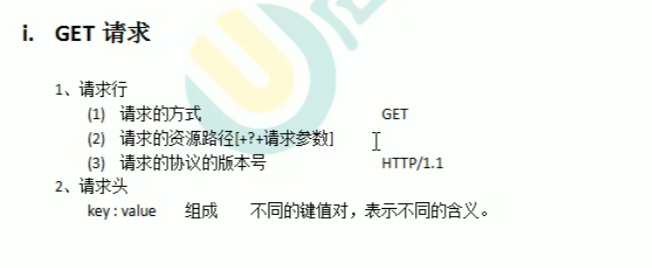 i. GET 请求
1、请求行
(1) 请求的方式 GET
(2) 请求的资源路径[+?+请求参数]
(3) 请求的协议的版本号 HTTP/1.1
2、请求头
key : value 组成 不同的键值对，表示不同的含义。